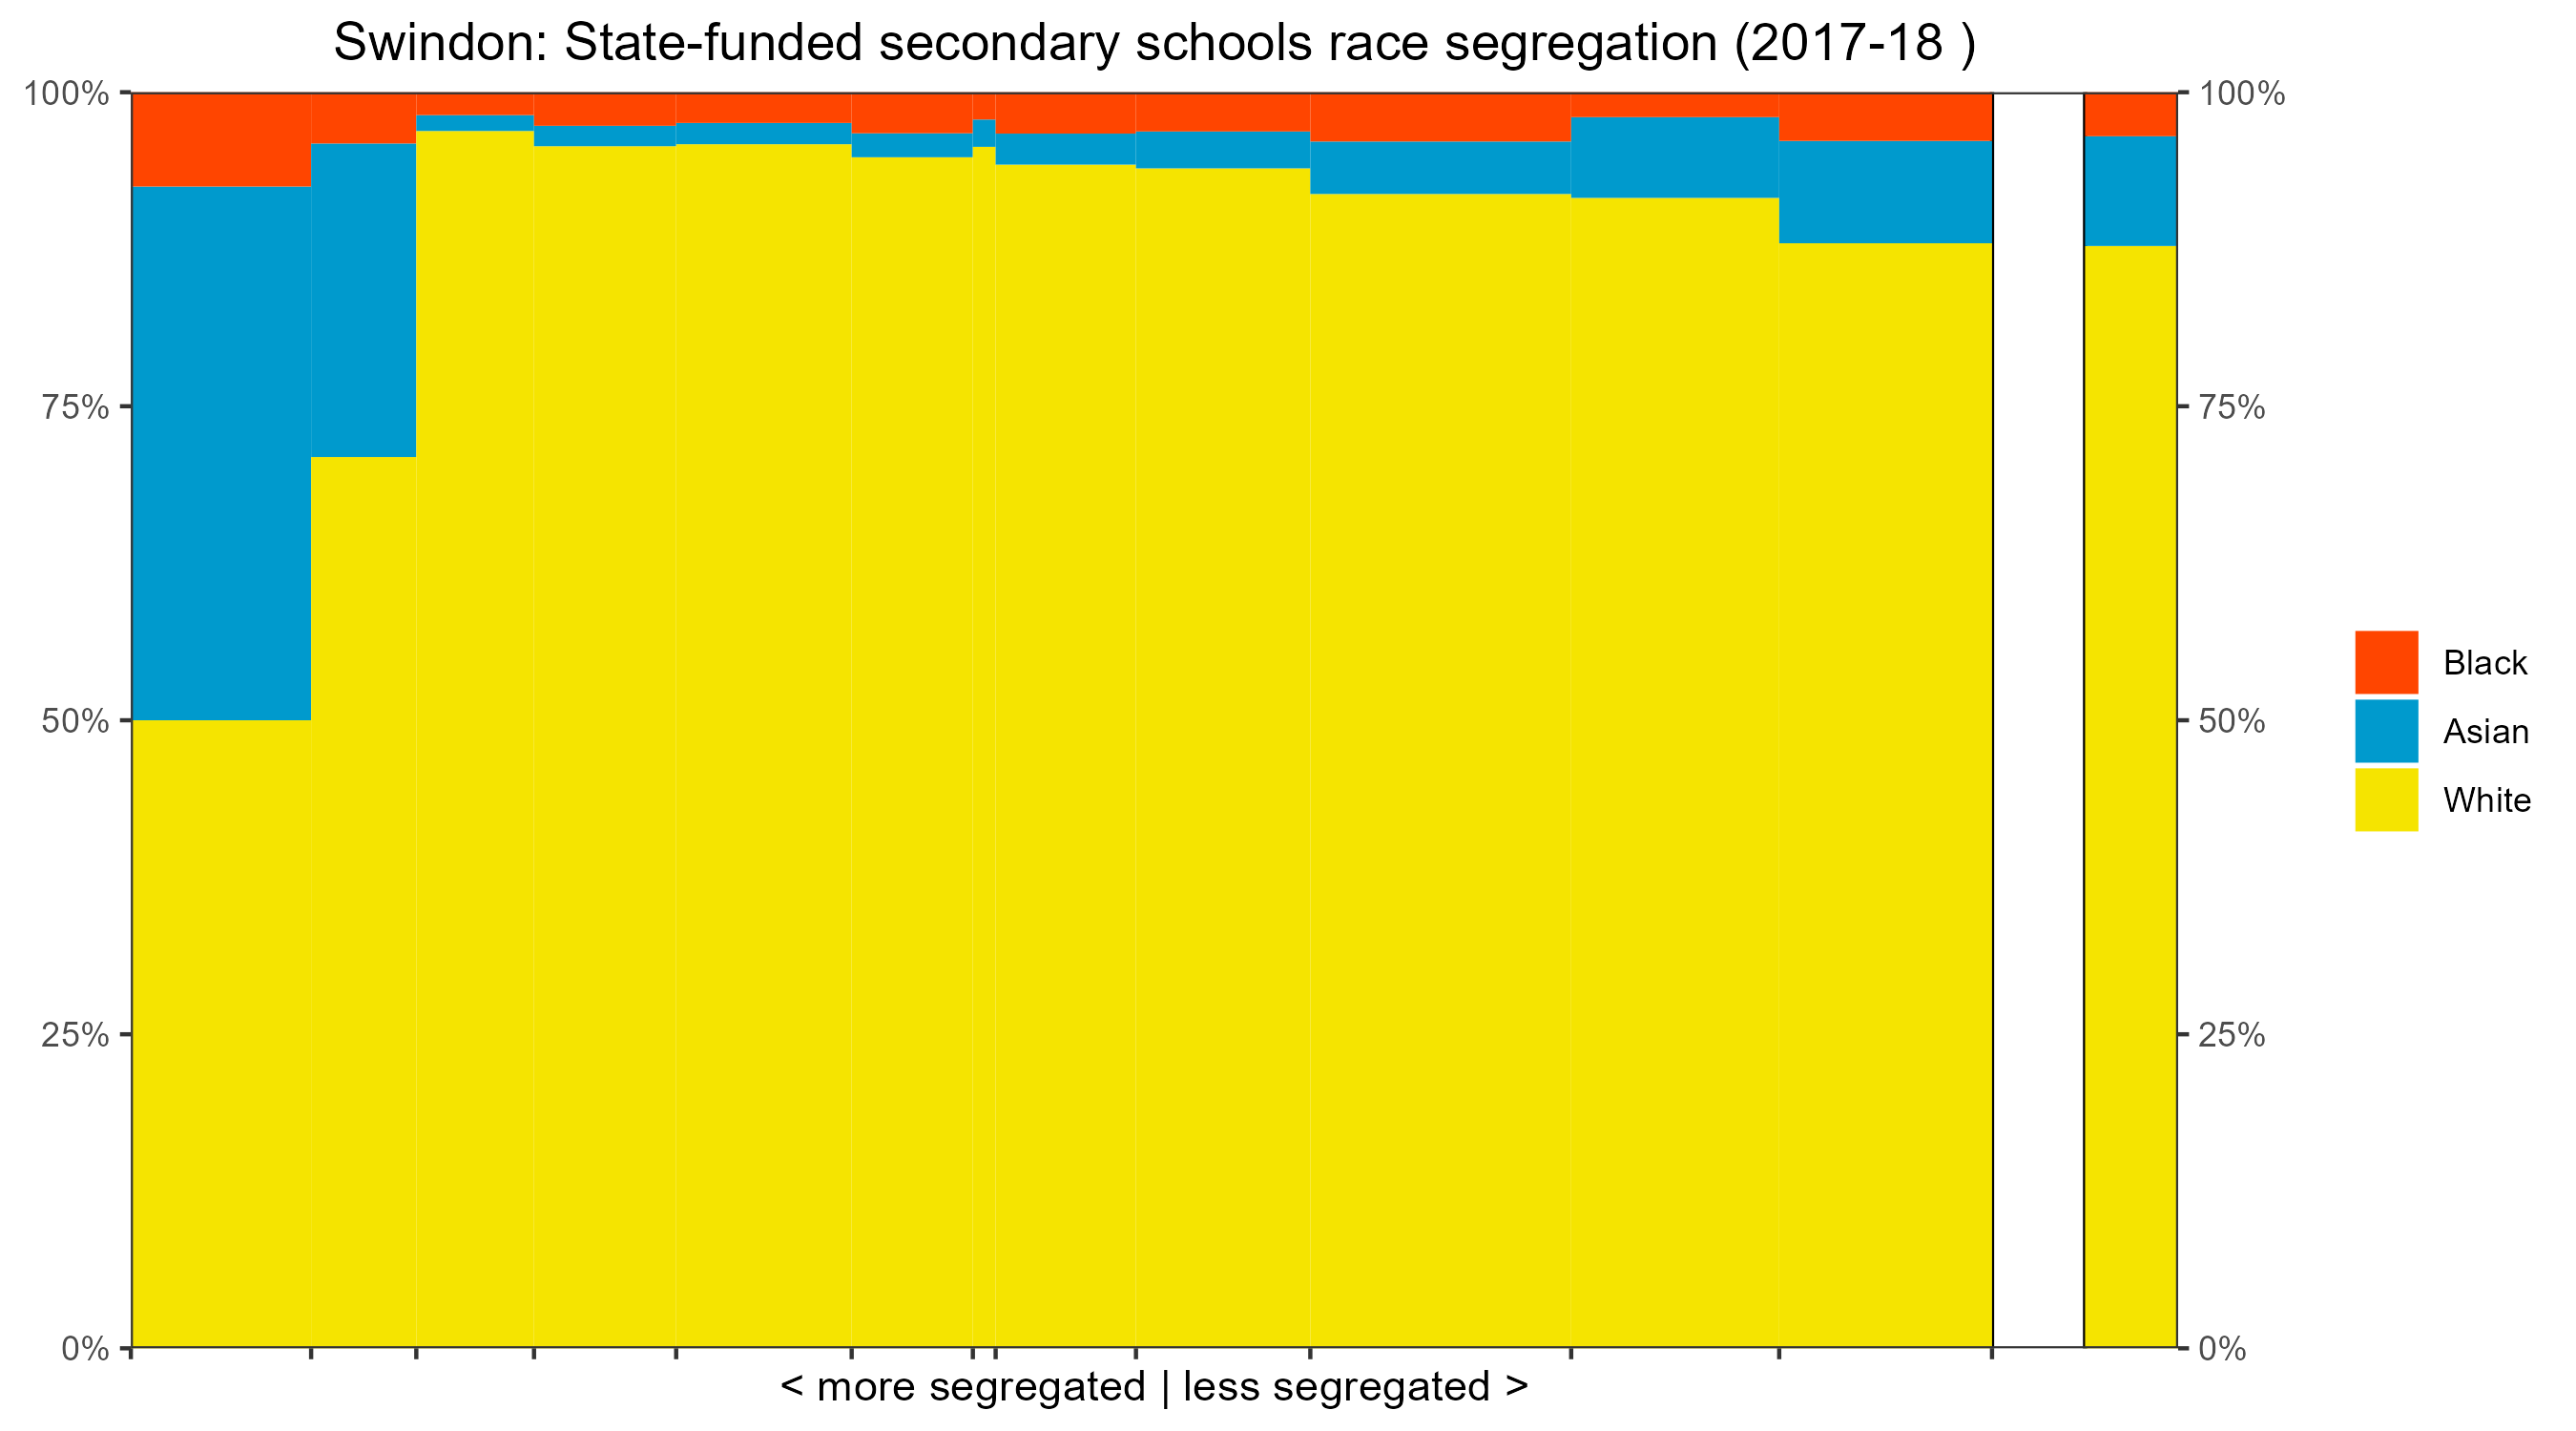 Swindon: State-funded secondary schools race segregation (2017-18 )
100%
100%
75%
75%
Black
50%
50%
Asian
White
25%
25%
0%
0%
< more segregated | less segregated >